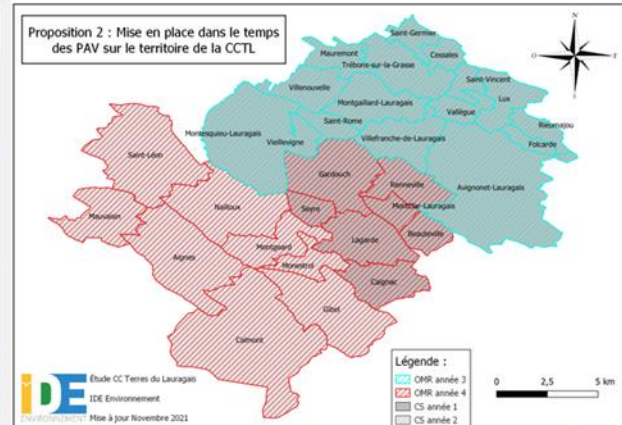 Proposition 2 : Mise en place dans le temps
des PAV sur le territoire de la CCTL
N
O
E
S
Saint-Germier
Mauremont
Cessales
Trébons-sur-la-Grasse
Saint-Vincent
Villenouvelle
Lux
Montgaillard-Lauragais
Vallègue
Saint-Rome
Rieumajou
Montesquieu-Lauragais
Villefranche-de-Lauragais
Vieillevigne
Folcarde
Saint-Léon
Gardouch
Renneville
Avignonet-Lauragais
Nailloux
Seyre
Montclar-Lauragais
Mauvaisin
Beauteville
Montgeard
Lagarde
Aignes
Monestrol
Caignac
Gibel
Calmont
Légende :
OMR année 3
OMR année 4
CS année 1
CS année 2
0 2,5 5 km
iDE
ENVIRONNEMENT
Étude CC Terres du Lauragais
IDE Environnement
Mise à jour Novembre 2021